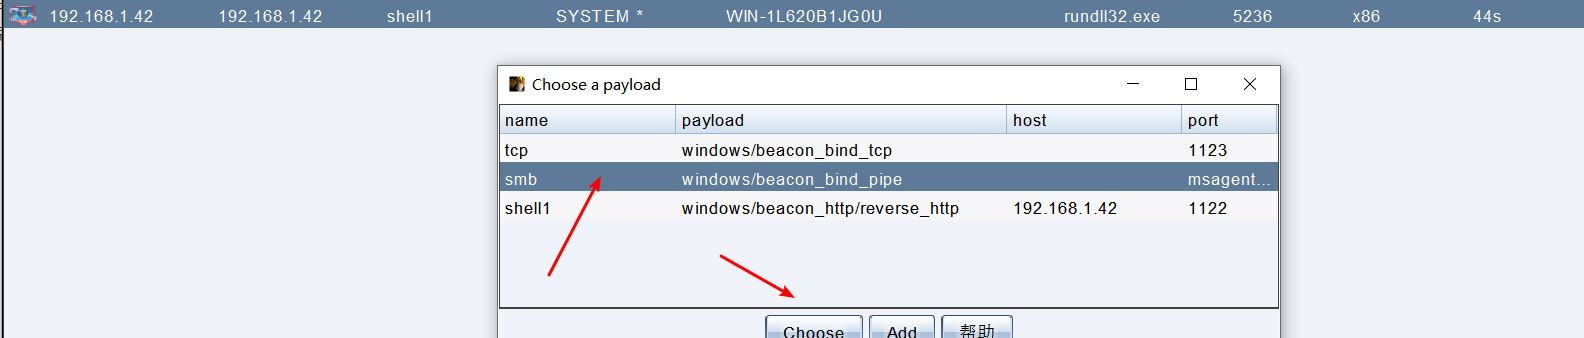 192.168.1.42 192.168.1.42 shell1 SYSTEM * WIN-1L620B1JG0U rundll32.exe 5236 x86 44s
Choose a payload
name payload host port
tcp windows/beacon_bind_tcp 1123
smb windows/beacon_bind_pipe msagent...
shell1 windows/beacon_http/reverse_http 192.168.1.42 1122
Choose Add 帮助